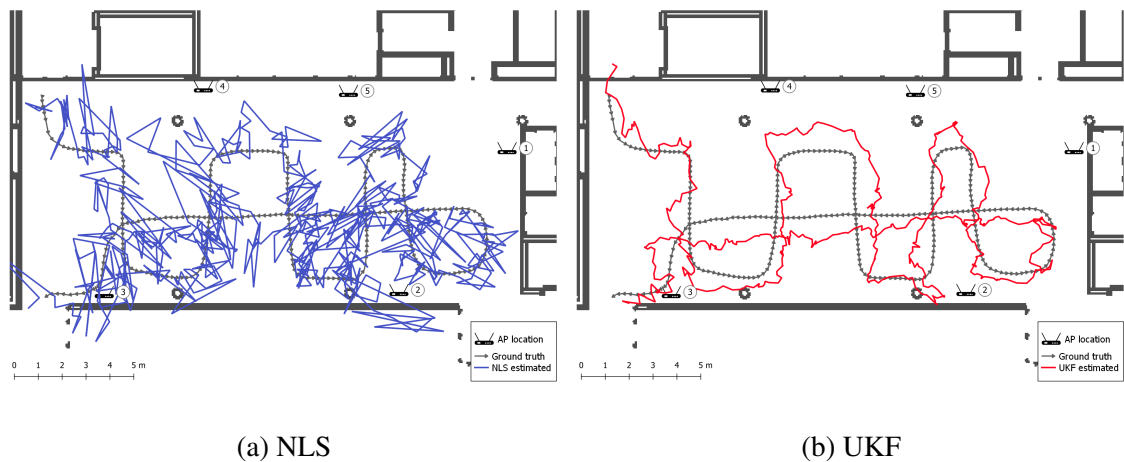 ④ ⑤
①
③ ②
AP location
Ground truth
NLS estimated
0 1 2 3 4 5 m
④ ⑤
①
③ ②
AP location
Ground truth
UKF estimated
0 1 2 3 4 5 m
(a) NLS
(b) UKF